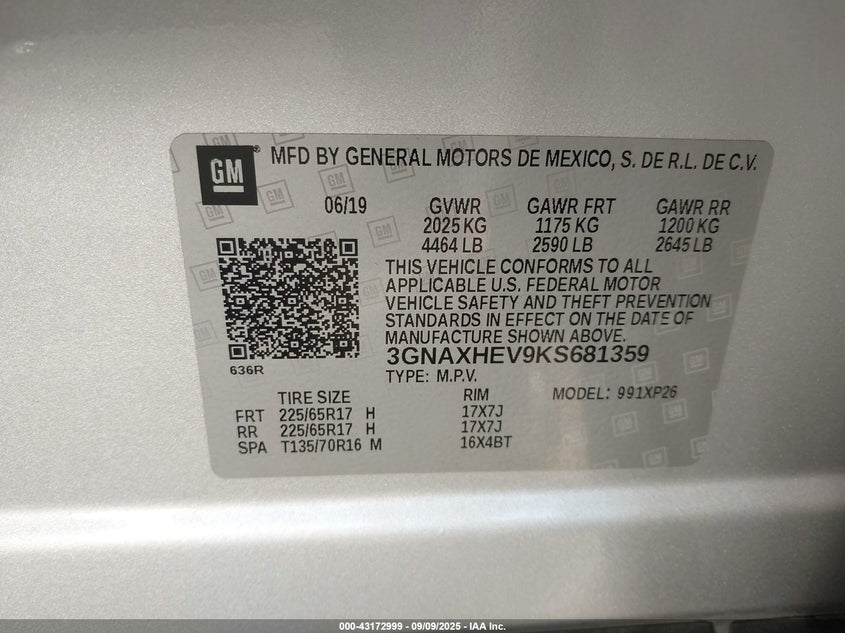 GM
® MFD BY GENERAL MOTORS DE MEXICO, S. DE R.L. DE C.V.
06/19 GVWR GAWR FRT GAWR RR
2025 KG 1175 KG 1200 KG
4464 LB 2590 LB 2645 LB
THIS VEHICLE CONFORMS TO ALL
APPLICABLE U.S. FEDERAL MOTOR
VEHICLE SAFETY AND THEFT PREVENTION
STANDARDS IN EFFECT ON THE DATE OF
MANUFACTURE SHOWN ABOVE.
3GNAXHEV9KS681359
636R
TYPE: M.P.V.
TIRE SIZE RIM MODEL: 991XP26
FRT 225/65R17 H 17X7J
RR 225/65R17 H 17X7J
SPA T135/70R16 M 16X4BT
000-43172999 - 09/09/2025 - IAA Inc.